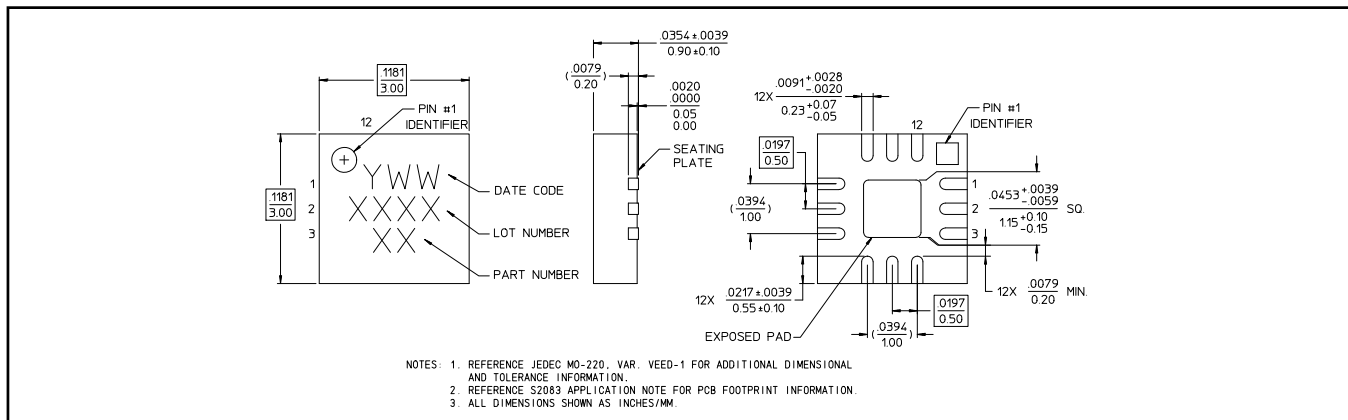 .1181
3.00
12
PIN #1
IDENTIFIER
.1181
3.00
1
2
3
YWW
XXXX
XX
DATE CODE
LOT NUMBER
PART NUMBER
.0354±.0039
0.90±0.10
(.0079
0.20)
.0020
.0000
0.05
0.00
SEATING
PLATE
12X .0091 +.0028 -.0020
0.23 +0.07 -0.05
12
PIN #1
IDENTIFIER
.0197
0.50
(.0394
1.00)
1
2
3
.0453 +.0039 -.0059 SQ.
1.15 +0.10 -0.15
12X .0217±.0039
0.55±0.10
12X .0079 MIN.
0.20
.0197
0.50
(.0394
1.00)
EXPOSED PAD
NOTES: 1. REFERENCE JEDEC MO-220, VAR. VEED-1 FOR ADDITIONAL DIMENSIONAL
AND TOLERANCE INFORMATION.
2. REFERENCE S2083 APPLICATION NOTE FOR PCB FOOTPRINT INFORMATION.
3. ALL DIMENSIONS SHOWN AS INCHES/MM.